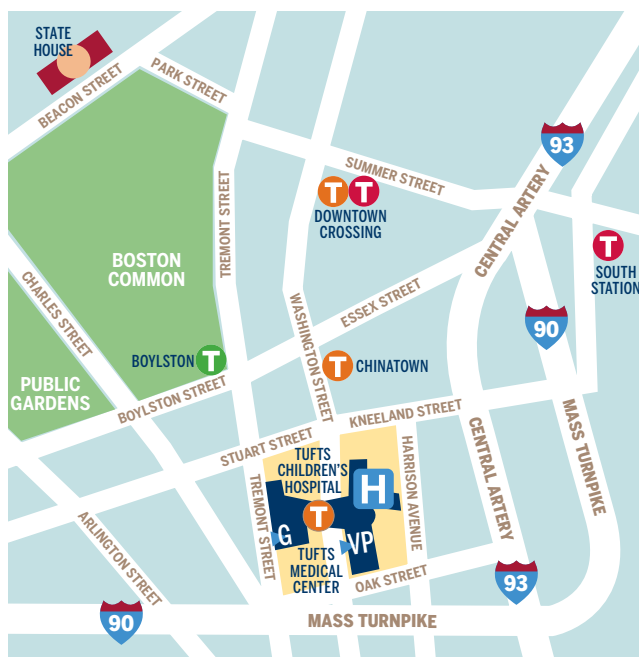 STATE
HOUSE
BEACON STREET
PARK STREET
93
SUMMER STREET
T T
DOWNTOWN
CROSSING
TREMONT STREET
CENTRAL ARTERY
T
SOUTH
STATION
BOSTON
COMMON
CHARLES STREET
WASHINGTON STREET
ESSEX STREET
90
BOYLSTON T
T CHINATOWN
PUBLIC
GARDENS
BOYLSTON STREET
KNEELAND STREET
MASS TURNPIKE
STUART STREET
TUFTS
CHILDREN'S
HOSPITAL
H
HARRISON AVENUE
CENTRAL ARTERY
TREMONT STREET
T
G
VP
ARLINGTON STREET
TUFTS
MEDICAL
CENTER
OAK STREET
93
90
MASS TURNPIKE